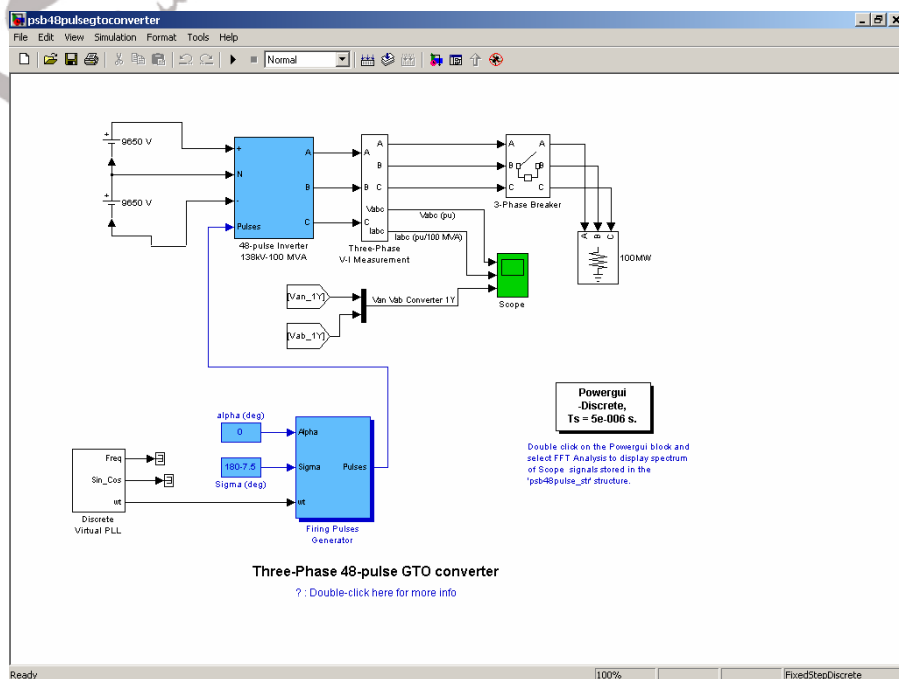 psb48pulsegtoconverter
File Edit View Simulation Format Tools Help
Normal
9650 V
9650 V
+
N
-
Pulses
A
B
C
48-pulse Inverter
138kV-100 MVA
A
B
C
A
B
C
Vabc
Iabc
Three-Phase
V-I Measurement
Vabc (pu)
Iabc (pu/100 MVA)
A
B
C
A
B
C
3-Phase Breaker
A B C
100MW
Scope
[Van_1Y]
[Vab_1Y]
Van Vab Converter 1Y
alpha (deg)
0
180-7.5
Sigma (deg)
Alpha
Sigma
wt
Pulses
Firing Pulses
Generator
Freq
Sin_Cos
wt
Discrete
Virtual PLL
Powergui
-Discrete,
Ts = 5e-006 s.
Double click on the Powergui block and
select FFT Analysis to display spectrum
of Scope signals stored in the
'psb48pulse_str' structure.
Three-Phase 48-pulse GTO converter
? : Double-click here for more info
Ready
100%
FixedStepDiscrete